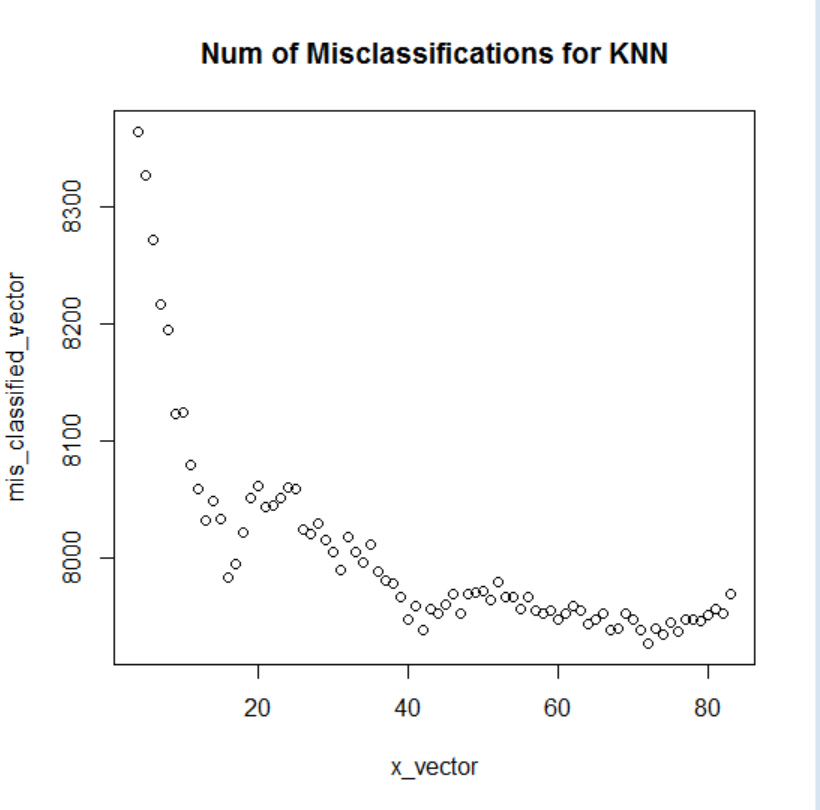 Num of Misclassifications for KNN
mis_classified_vector
8300
8200
8100
8000
20 40 60 80
x_vector